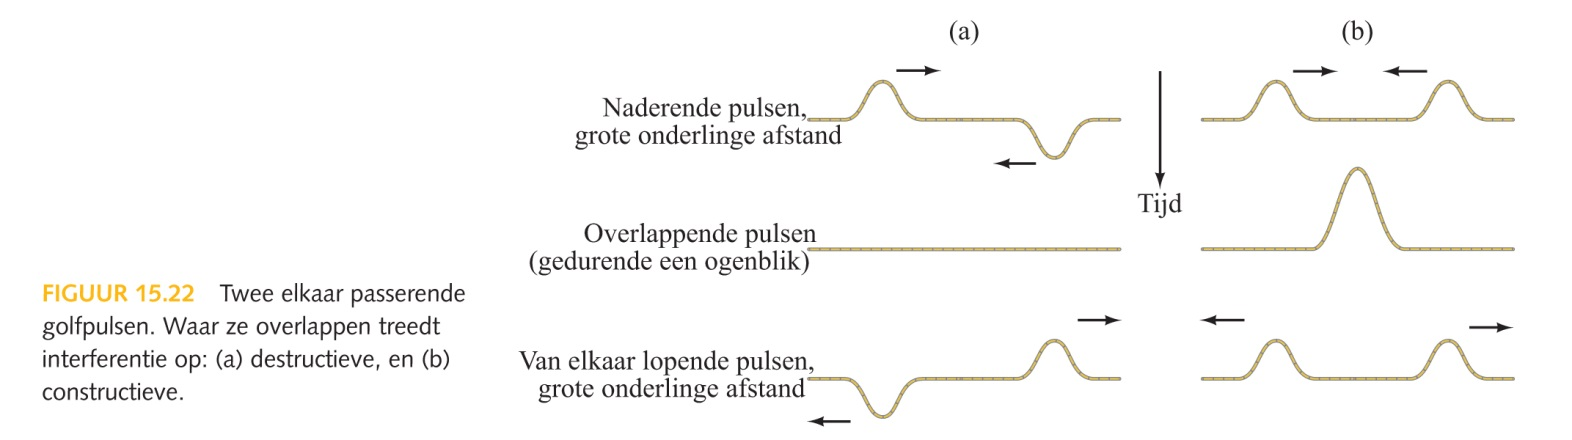 (a)
(b)
Naderende pulsen,
grote onderlinge afstand
Tijd
Overlappende pulsen
(gedurende een ogenblik)
FIGUUR 15.22 Twee elkaar passerende
golfpulsen. Waar ze overlappen treedt
interferentie op: (a) destructieve, en (b)
constructieve.
Van elkaar lopende pulsen,
grote onderlinge afstand